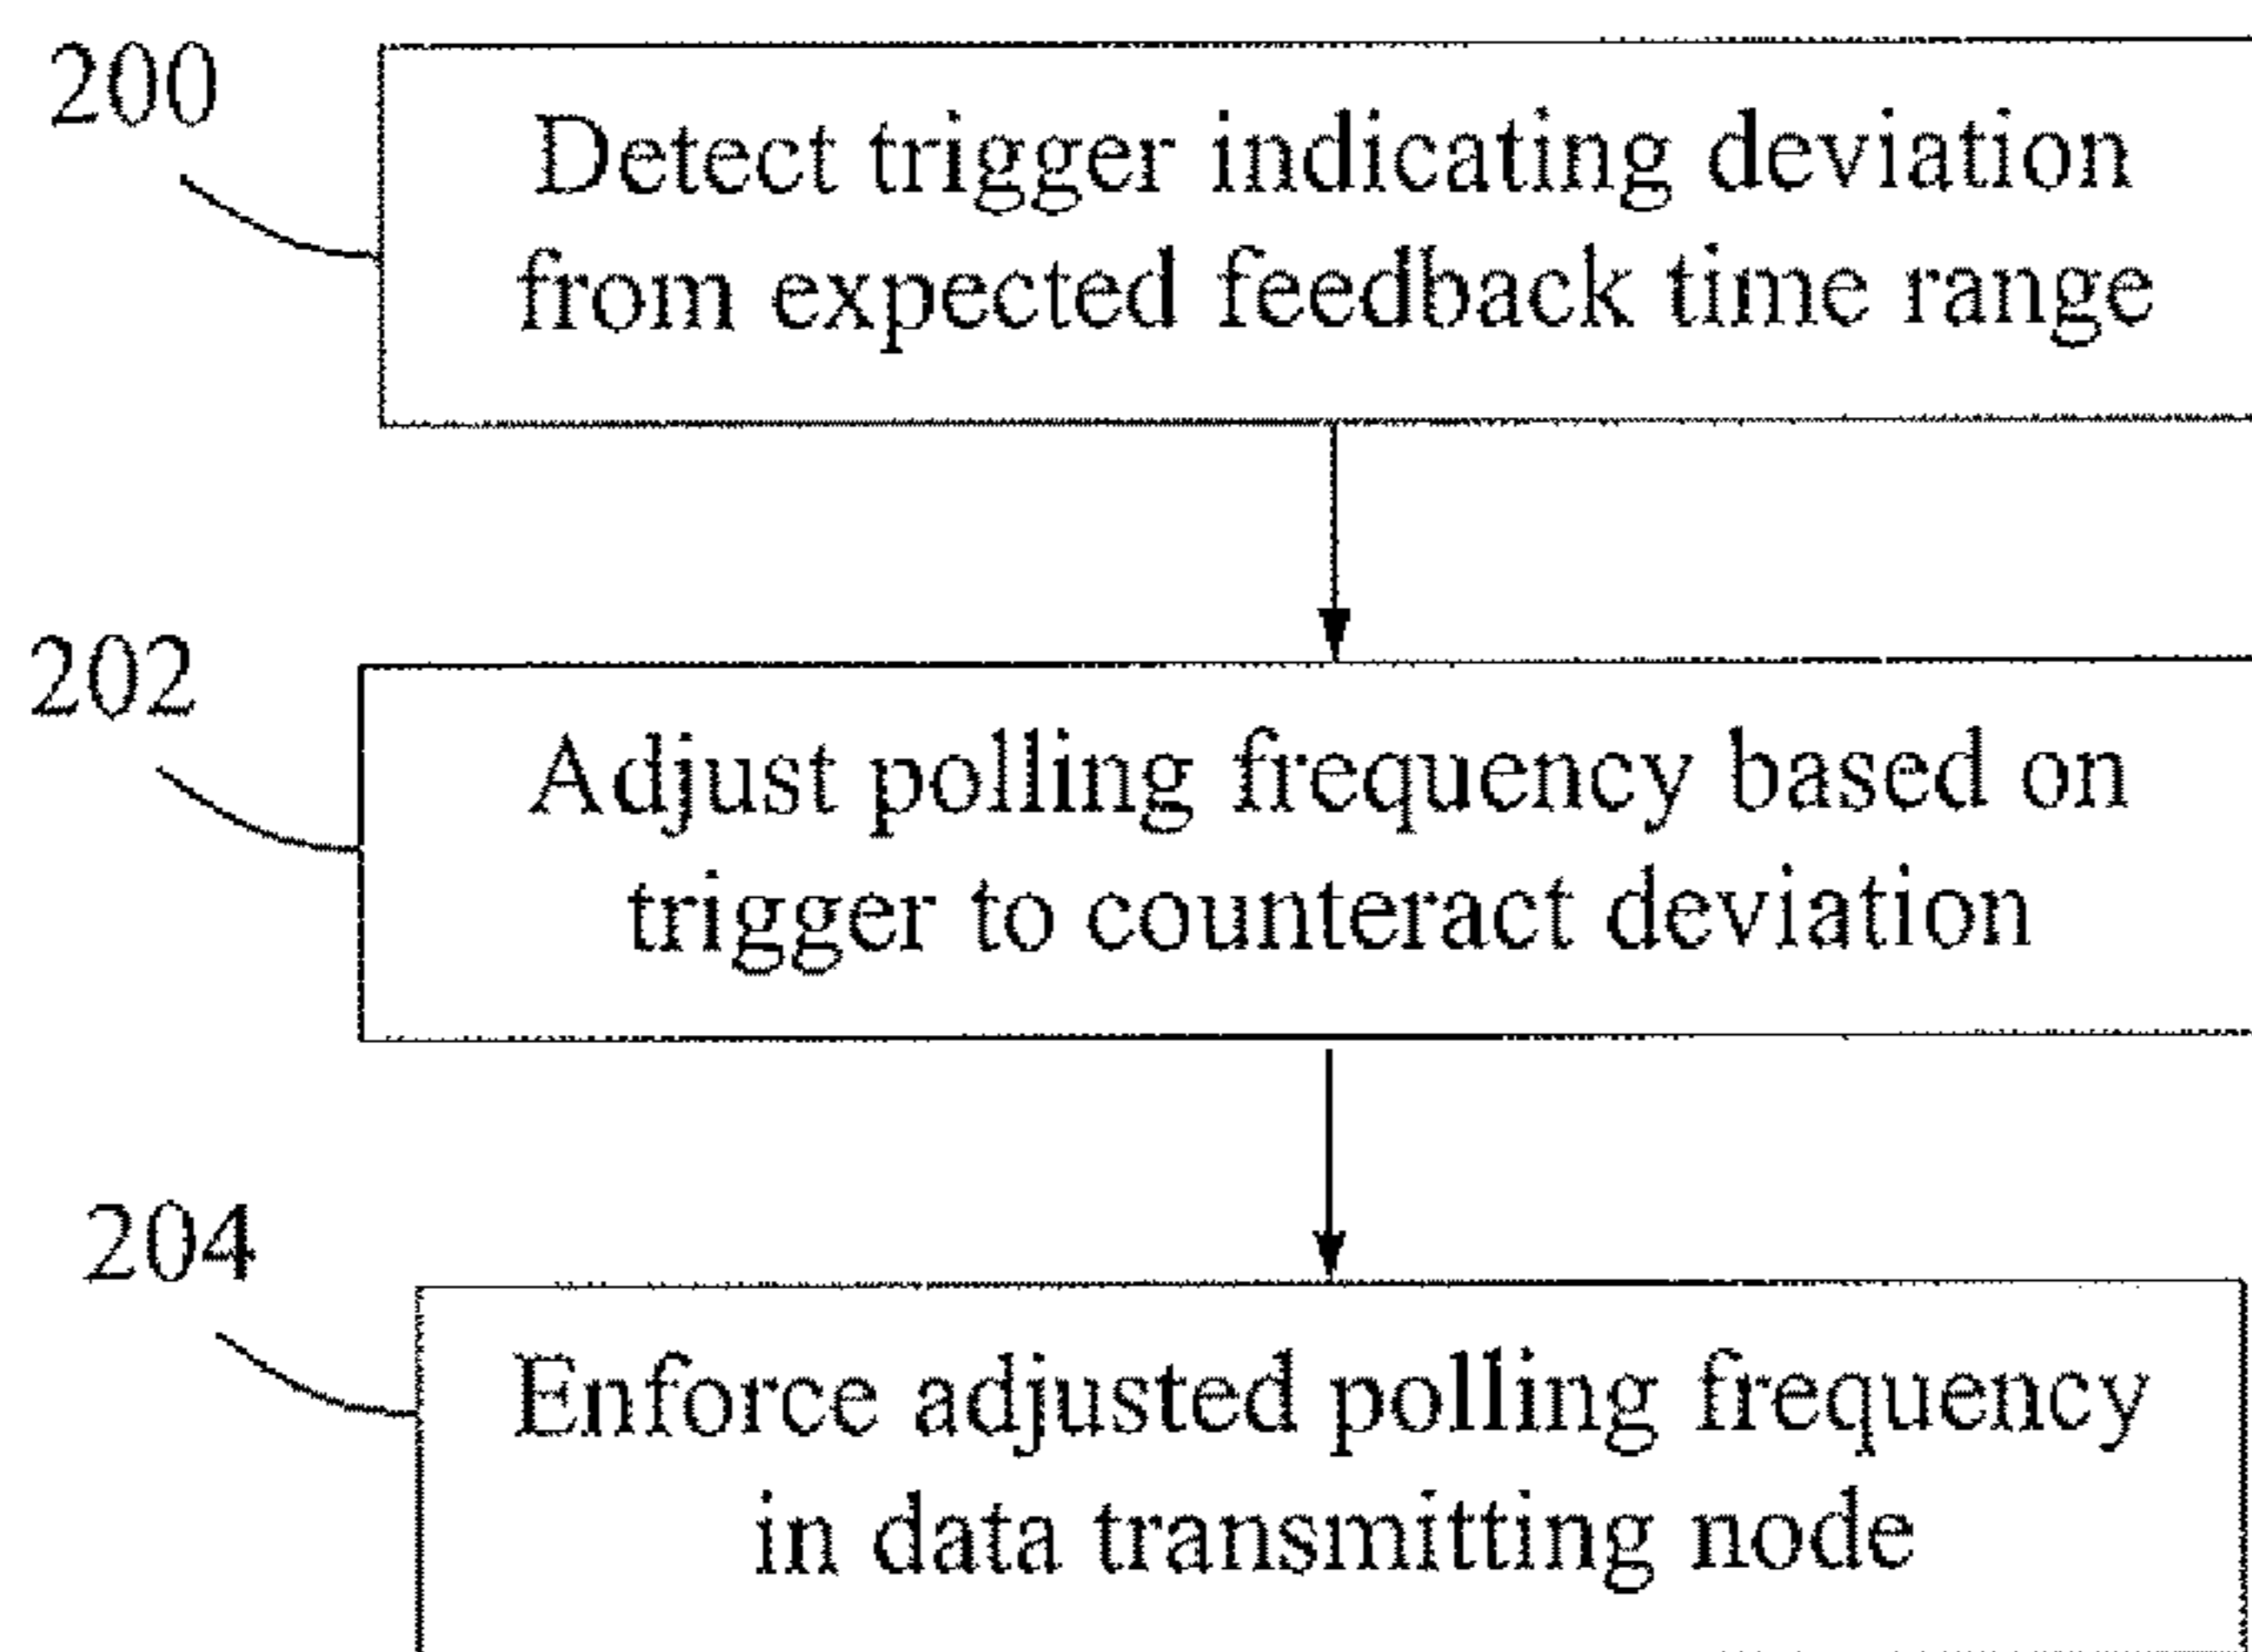 200
Detect trigger indicating deviation
from expected feedback time range
202
Adjust polling frequency based on
trigger to counteract deviation
204
Enforce adjusted polling frequency
in data transmitting node